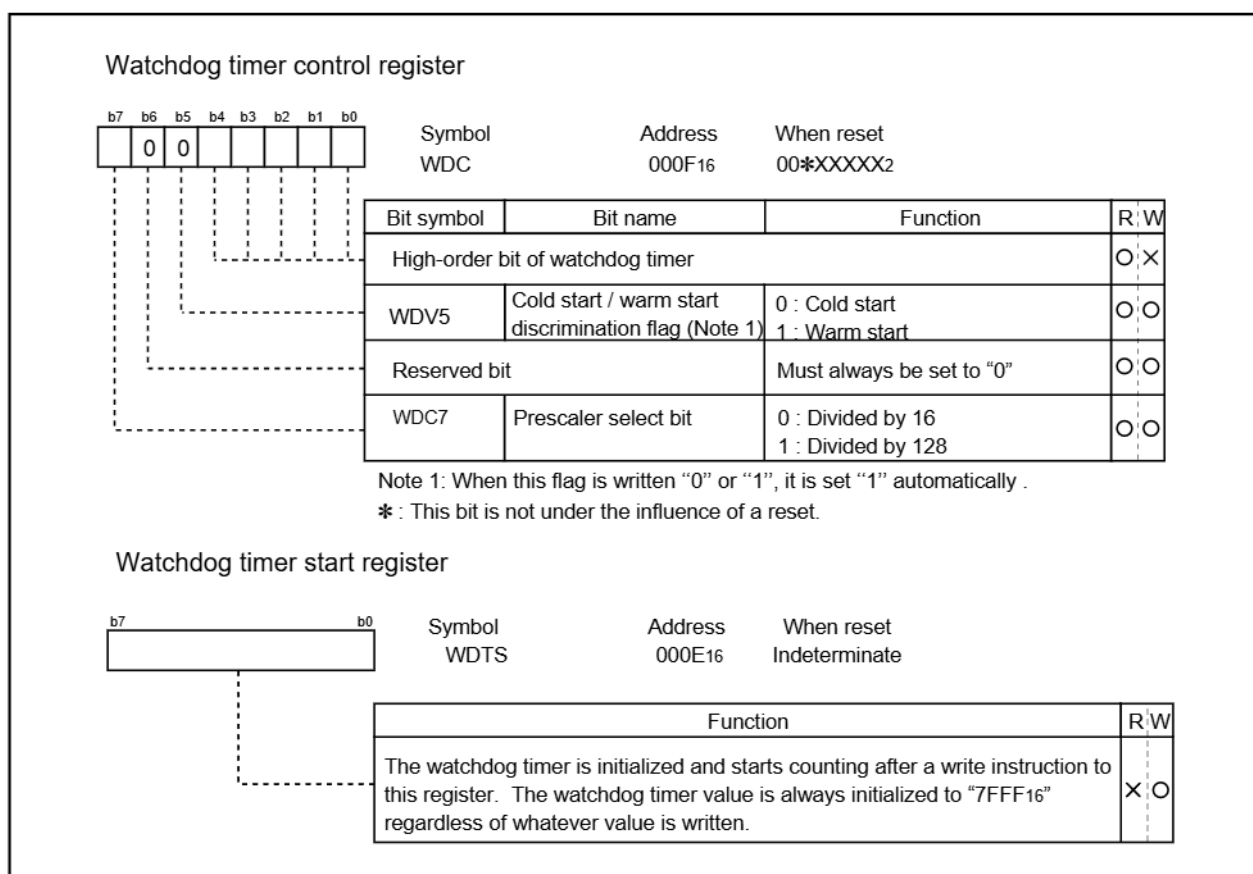 Watchdog timer control register
b7 b6 b5 b4 b3 b2 b1 b0
0 0
Symbol Address When reset
WDC 000F16 00✱XXXXX2
Bit symbol Bit name Function R W
High-order bit of watchdog timer O X
WDV5 Cold start / warm start discrimination flag (Note 1) 0 : Cold start 1 : Warm start O O
Reserved bit Must always be set to “0” O O
WDC7 Prescaler select bit 0 : Divided by 16 1 : Divided by 128 O O
Note 1: When this flag is written ‘‘0’’ or ‘‘1’’, it is set ‘‘1’’ automatically .
✱ : This bit is not under the influence of a reset.
Watchdog timer start register
b7 b0
Symbol Address When reset
WDTS 000E16 Indeterminate
Function R W
The watchdog timer is initialized and starts counting after a write instruction to
this register. The watchdog timer value is always initialized to “7FFF16”
regardless of whatever value is written.
X O